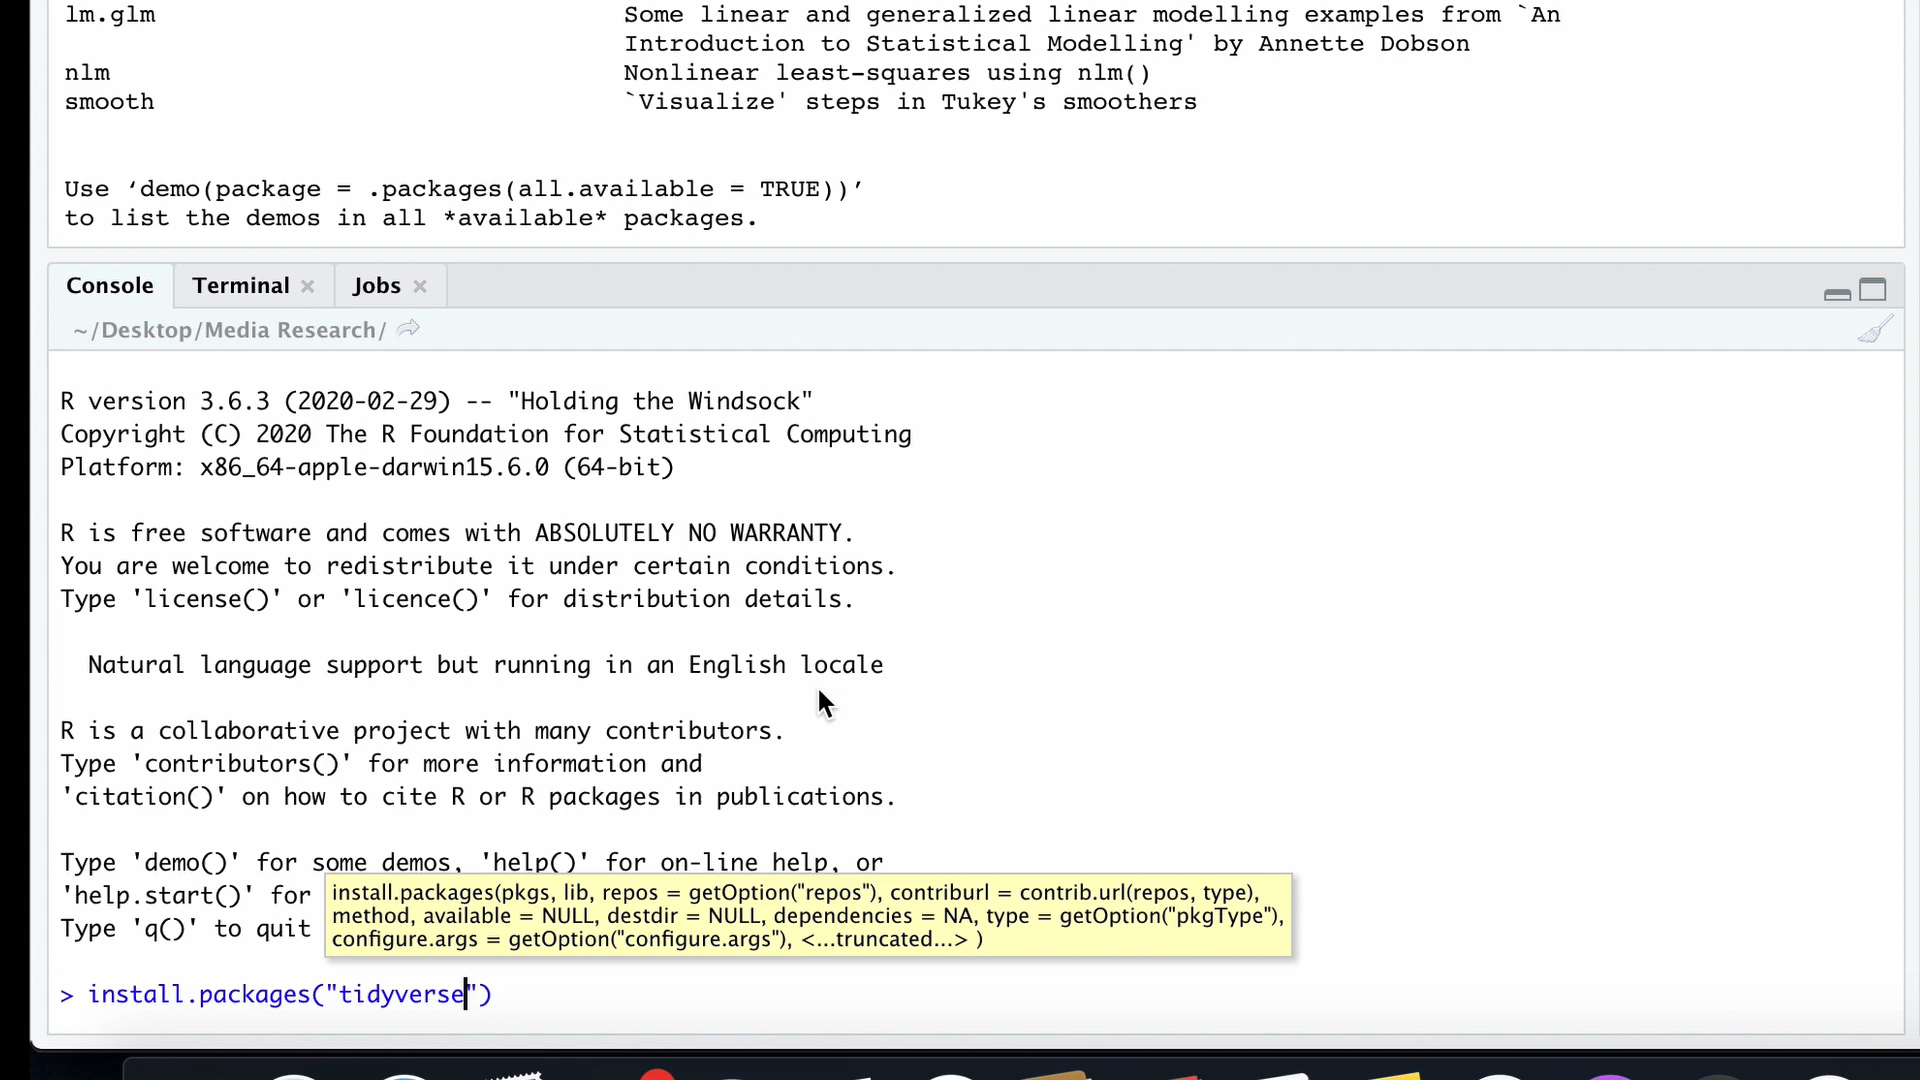 lm.glm Some linear and generalized linear modelling examples from `An
Introduction to Statistical Modelling' by Annette Dobson
nlm Nonlinear least-squares using nlm()
smooth `Visualize' steps in Tukey's smoothers
Use ‘demo(package = .packages(all.available = TRUE))’
to list the demos in all *available* packages.
Console Terminal Jobs
~/Desktop/Media Research/
R version 3.6.3 (2020-02-29) -- "Holding the Windsock"
Copyright (C) 2020 The R Foundation for Statistical Computing
Platform: x86_64-apple-darwin15.6.0 (64-bit)
R is free software and comes with ABSOLUTELY NO WARRANTY.
You are welcome to redistribute it under certain conditions.
Type 'license()' or 'licence()' for distribution details.
Natural language support but running in an English locale
R is a collaborative project with many contributors.
Type 'contributors()' for more information and
'citation()' on how to cite R or R packages in publications.
Type 'demo()' for some demos, 'help()' for on-line help, or
'help.start()' for
Type 'q()' to quit
install.packages(pkgs, lib, repos = getOption("repos"), contriburl = contrib.url(repos, type),
method, available = NULL, destdir = NULL, dependencies = NA, type = getOption("pkgType"),
configure.args = getOption("configure.args"), <...truncated...> )
> install.packages("tidyverse")